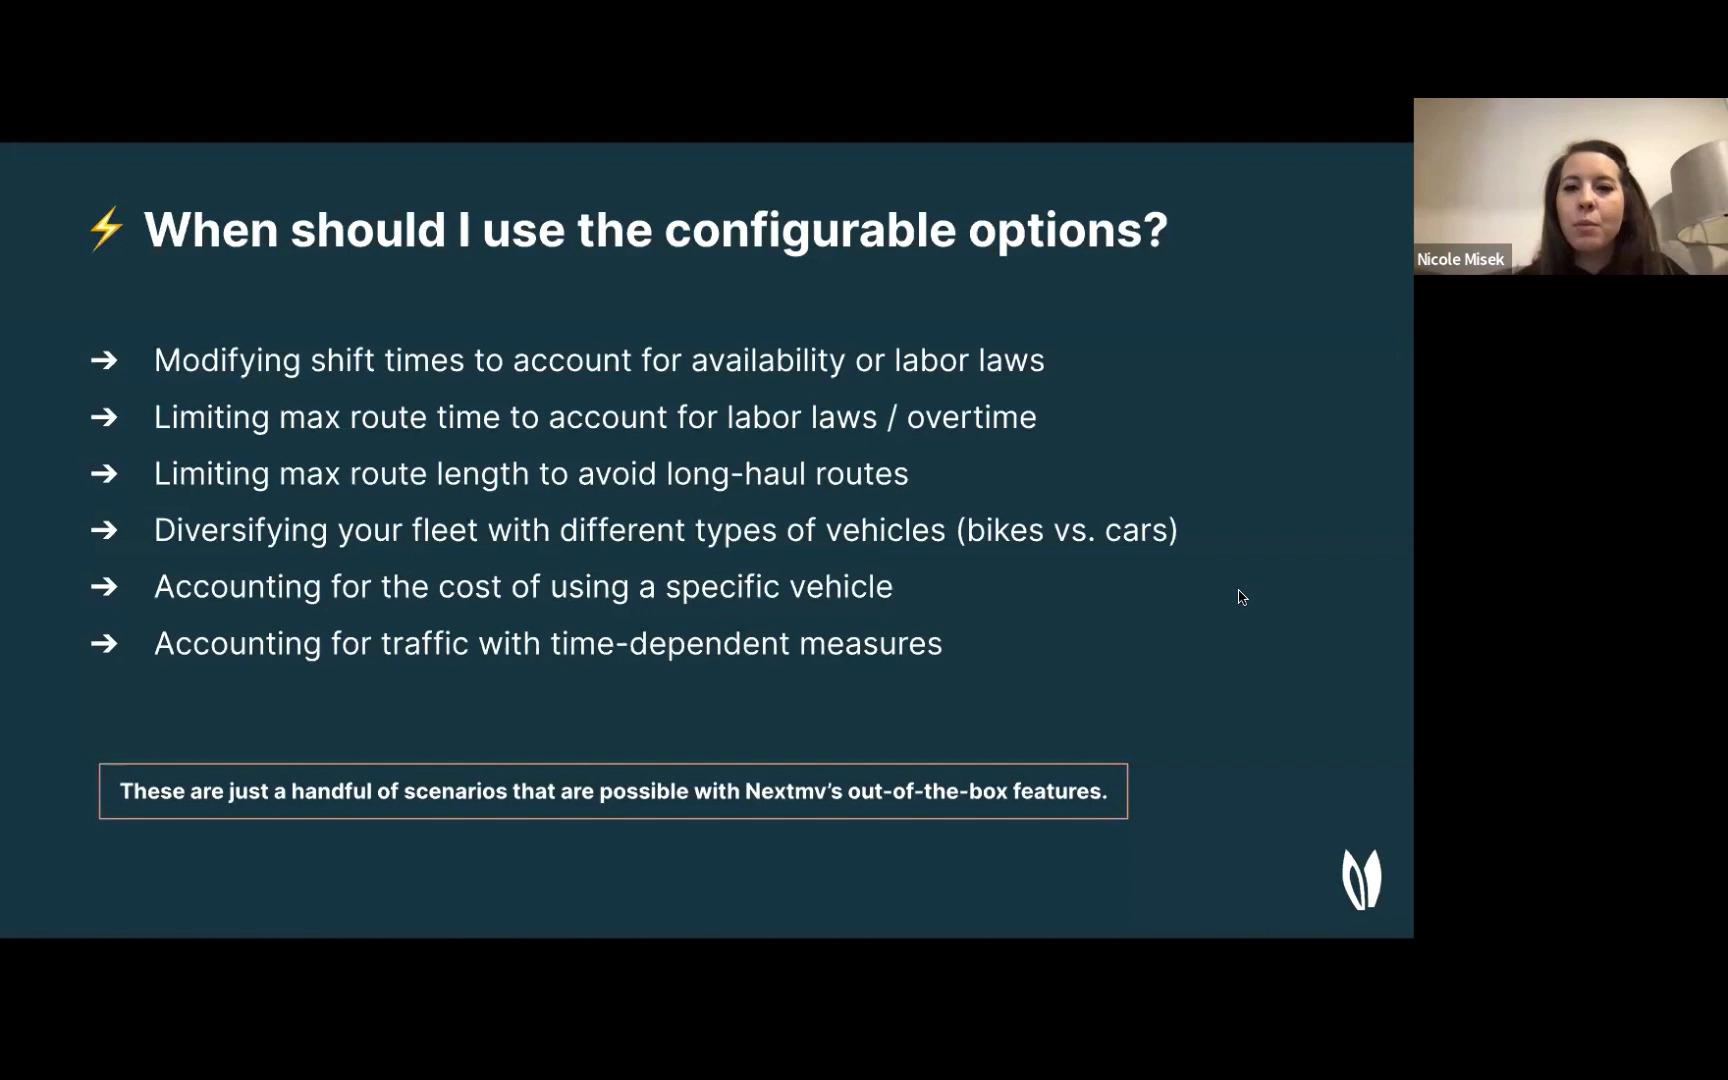 ⚡ When should I use the configurable options?
➔ Modifying shift times to account for availability or labor laws
➔ Limiting max route time to account for labor laws / overtime
➔ Limiting max route length to avoid long-haul routes
➔ Diversifying your fleet with different types of vehicles (bikes vs. cars)
➔ Accounting for the cost of using a specific vehicle
➔ Accounting for traffic with time-dependent measures
These are just a handful of scenarios that are possible with Nextmv’s out-of-the-box features.
Nicole Misek